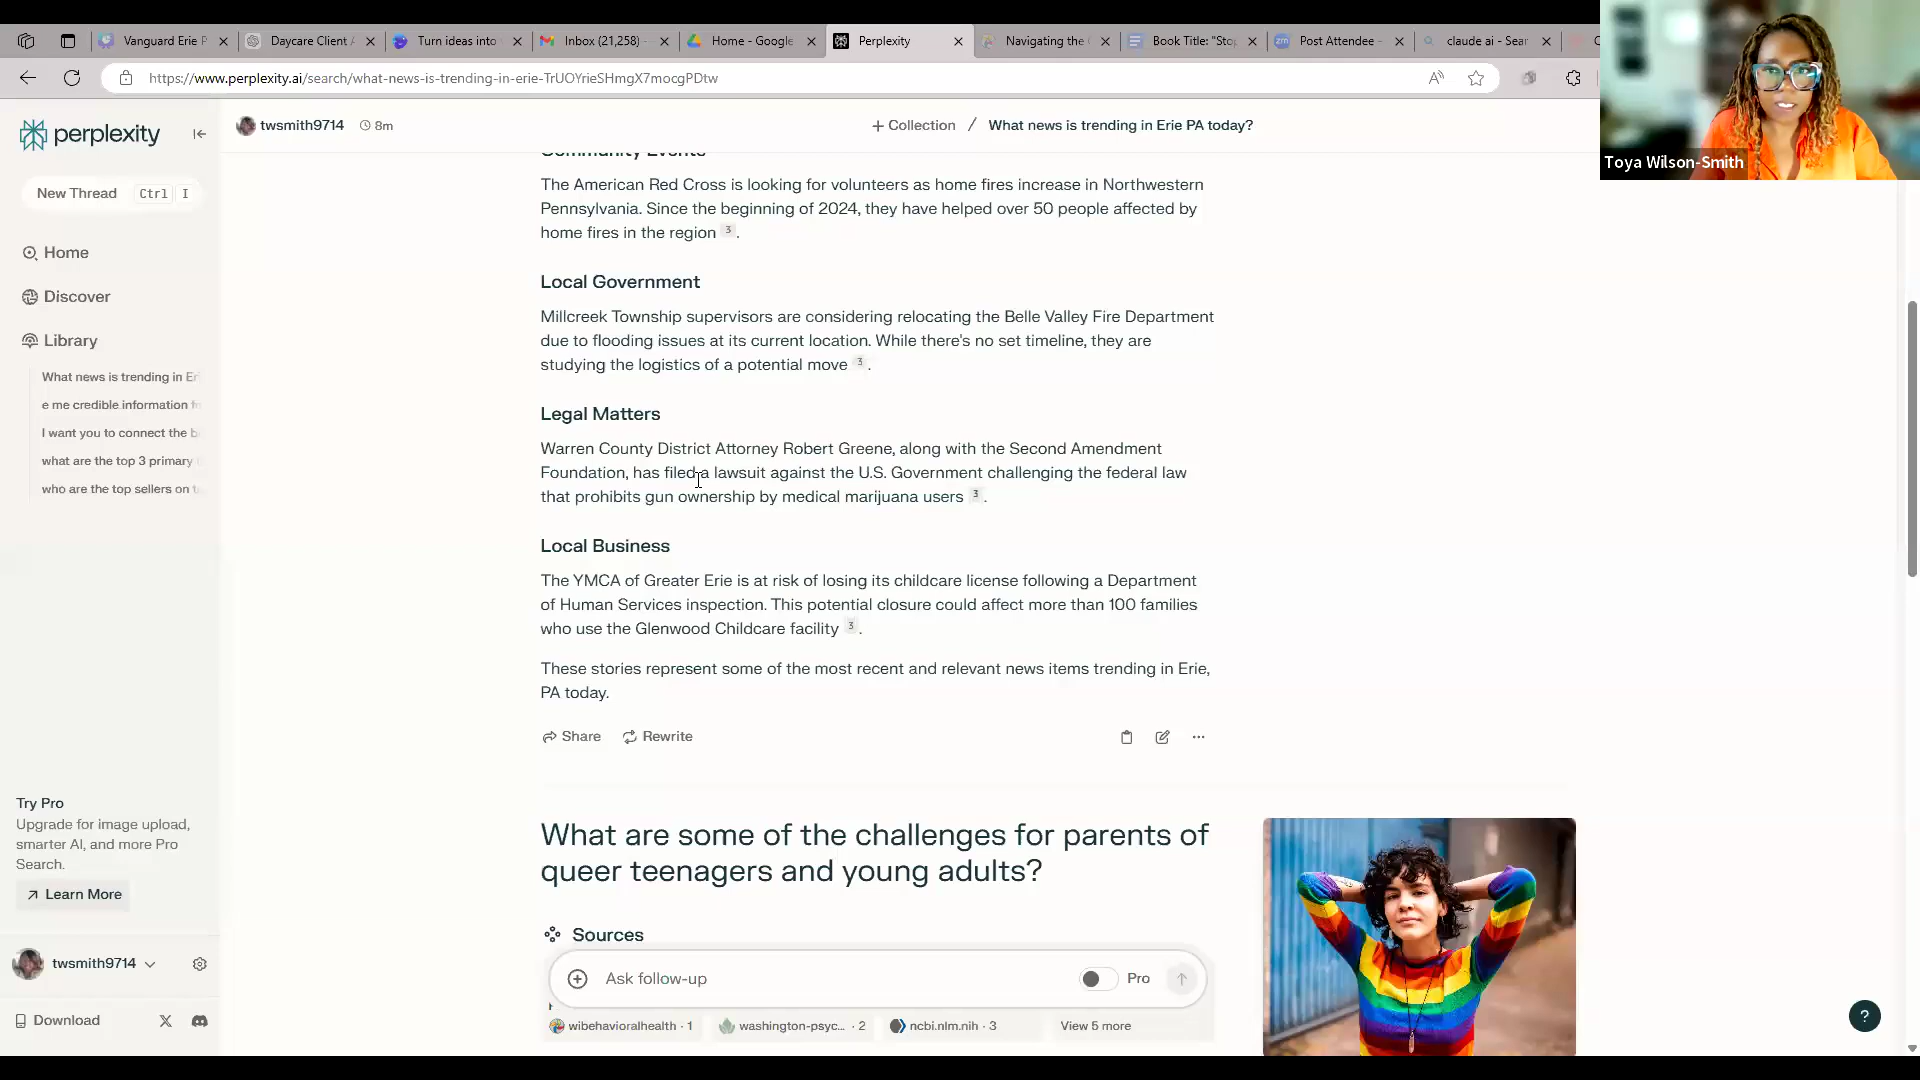 Vanguard Erie P
Daycare Client A
Turn ideas into
Inbox (21,258) -
Home - Google
Perplexity
Navigating the
Book Title: "Stop
Post Attendee -
claude ai - Sear
https://www.perplexity.ai/search/what-news-is-trending-in-erie-TrUOYrieSHmgX7mocgPDtw
Toya Wilson-Smith
perplexity
twsmith9714
8m
Collection / What news is trending in Erie PA today?
New Thread Ctrl I
Home
Discover
Library
What news is trending in Eri
e me credible information fr
I want you to connect the b
what are the top 3 primary
who are the top sellers on t
Try Pro
Upgrade for image upload,
smarter AI, and more Pro
Search.
Learn More
twsmith9714
Download
Community Events
The American Red Cross is looking for volunteers as home fires increase in Northwestern
Pennsylvania. Since the beginning of 2024, they have helped over 50 people affected by
home fires in the region 3.
Local Government
Millcreek Township supervisors are considering relocating the Belle Valley Fire Department
due to flooding issues at its current location. While there's no set timeline, they are
studying the logistics of a potential move 3.
Legal Matters
Warren County District Attorney Robert Greene, along with the Second Amendment
Foundation, has filed a lawsuit against the U.S. Government challenging the federal law
that prohibits gun ownership by medical marijuana users 3.
Local Business
The YMCA of Greater Erie is at risk of losing its childcare license following a Department
of Human Services inspection. This potential closure could affect more than 100 families
who use the Glenwood Childcare facility 3.
These stories represent some of the most recent and relevant news items trending in Erie,
PA today.
Share
Rewrite
What are some of the challenges for parents of
queer teenagers and young adults?
Sources
Ask follow-up
Pro
wibehavioralhealth · 1
washington-psyc... · 2
ncbi.nlm.nih · 3
View 5 more
?